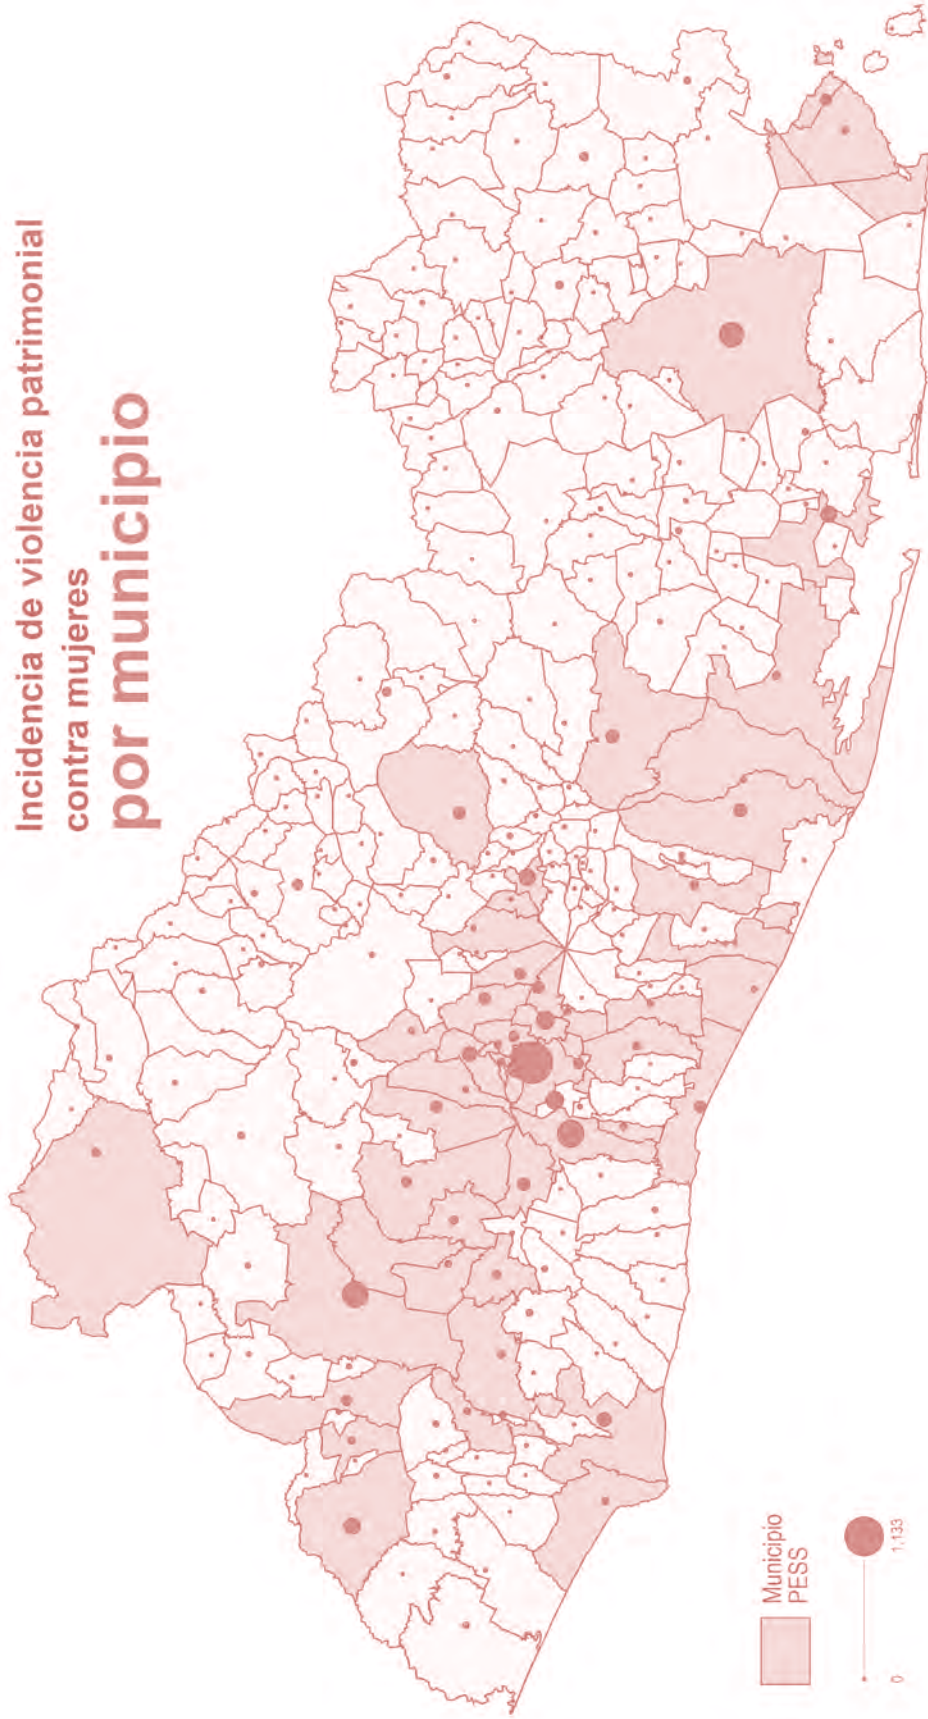 Incidencia de violencia patrimonial
contra mujeres
por municipio
Municipio
PESS
0
1,133